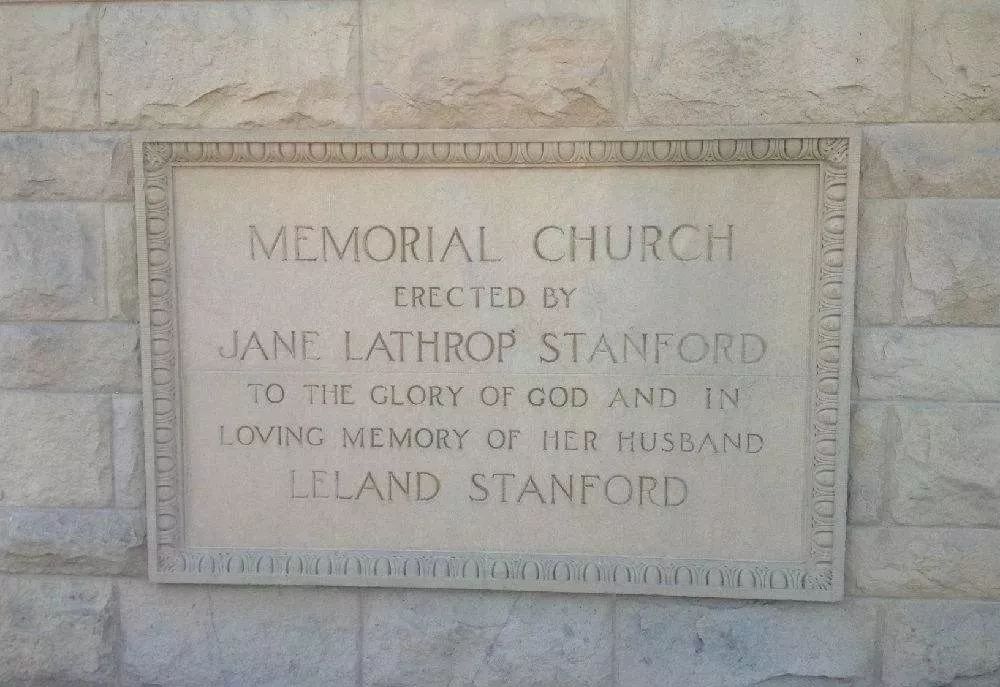 MEMORIAL CHURCH
ERECTED BY
JANE LATHROP STANFORD
TO THE GLORY OF GOD AND IN
LOVING MEMORY OF HER HUSBAND
LELAND STANFORD